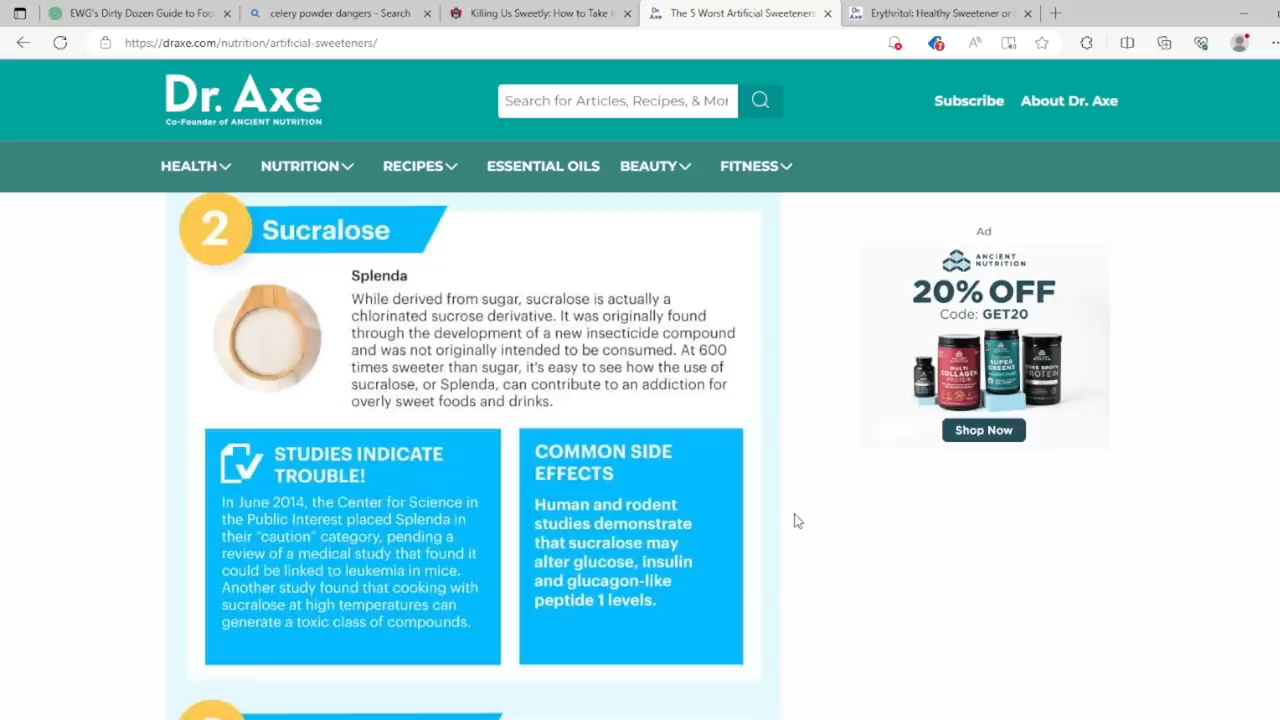 EWG's Dirty Dozen Guide to Foo
celery powder dangers - Search
Killing Us Sweetly: How to Take I
The 5 Worst Artificial Sweeteners
Erythritol: Healthy Sweetener or
https://draxe.com/nutrition/artificial-sweeteners/
Dr. Axe
Co-Founder of ANCIENT NUTRITION
Search for Articles, Recipes, & Mor
Subscribe About Dr. Axe
HEALTH NUTRITION RECIPES ESSENTIAL OILS BEAUTY FITNESS
2 Sucralose
Splenda
While derived from sugar, sucralose is actually a
chlorinated sucrose derivative. It was originally found
through the development of a new insecticide compound
and was not originally intended to be consumed. At 600
times sweeter than sugar, it's easy to see how the use of
sucralose, or Splenda, can contribute to an addiction for
overly sweet foods and drinks.
STUDIES INDICATE
TROUBLE!
In June 2014, the Center for Science in
the Public Interest placed Splenda in
their "caution" category, pending a
review of a medical study that found it
could be linked to leukemia in mice.
Another study found that cooking with
sucralose at high temperatures can
generate a toxic class of compounds.
COMMON SIDE
EFFECTS
Human and rodent
studies demonstrate
that sucralose may
alter glucose, insulin
and glucagon-like
peptide 1 levels.
Ad
ANCIENT
NUTRITION
20% OFF
Code: GET20
MULTI
COLLAGEN
PROTEIN
SUPER
GREENS
BONE BROTH
PROTEIN
Shop Now